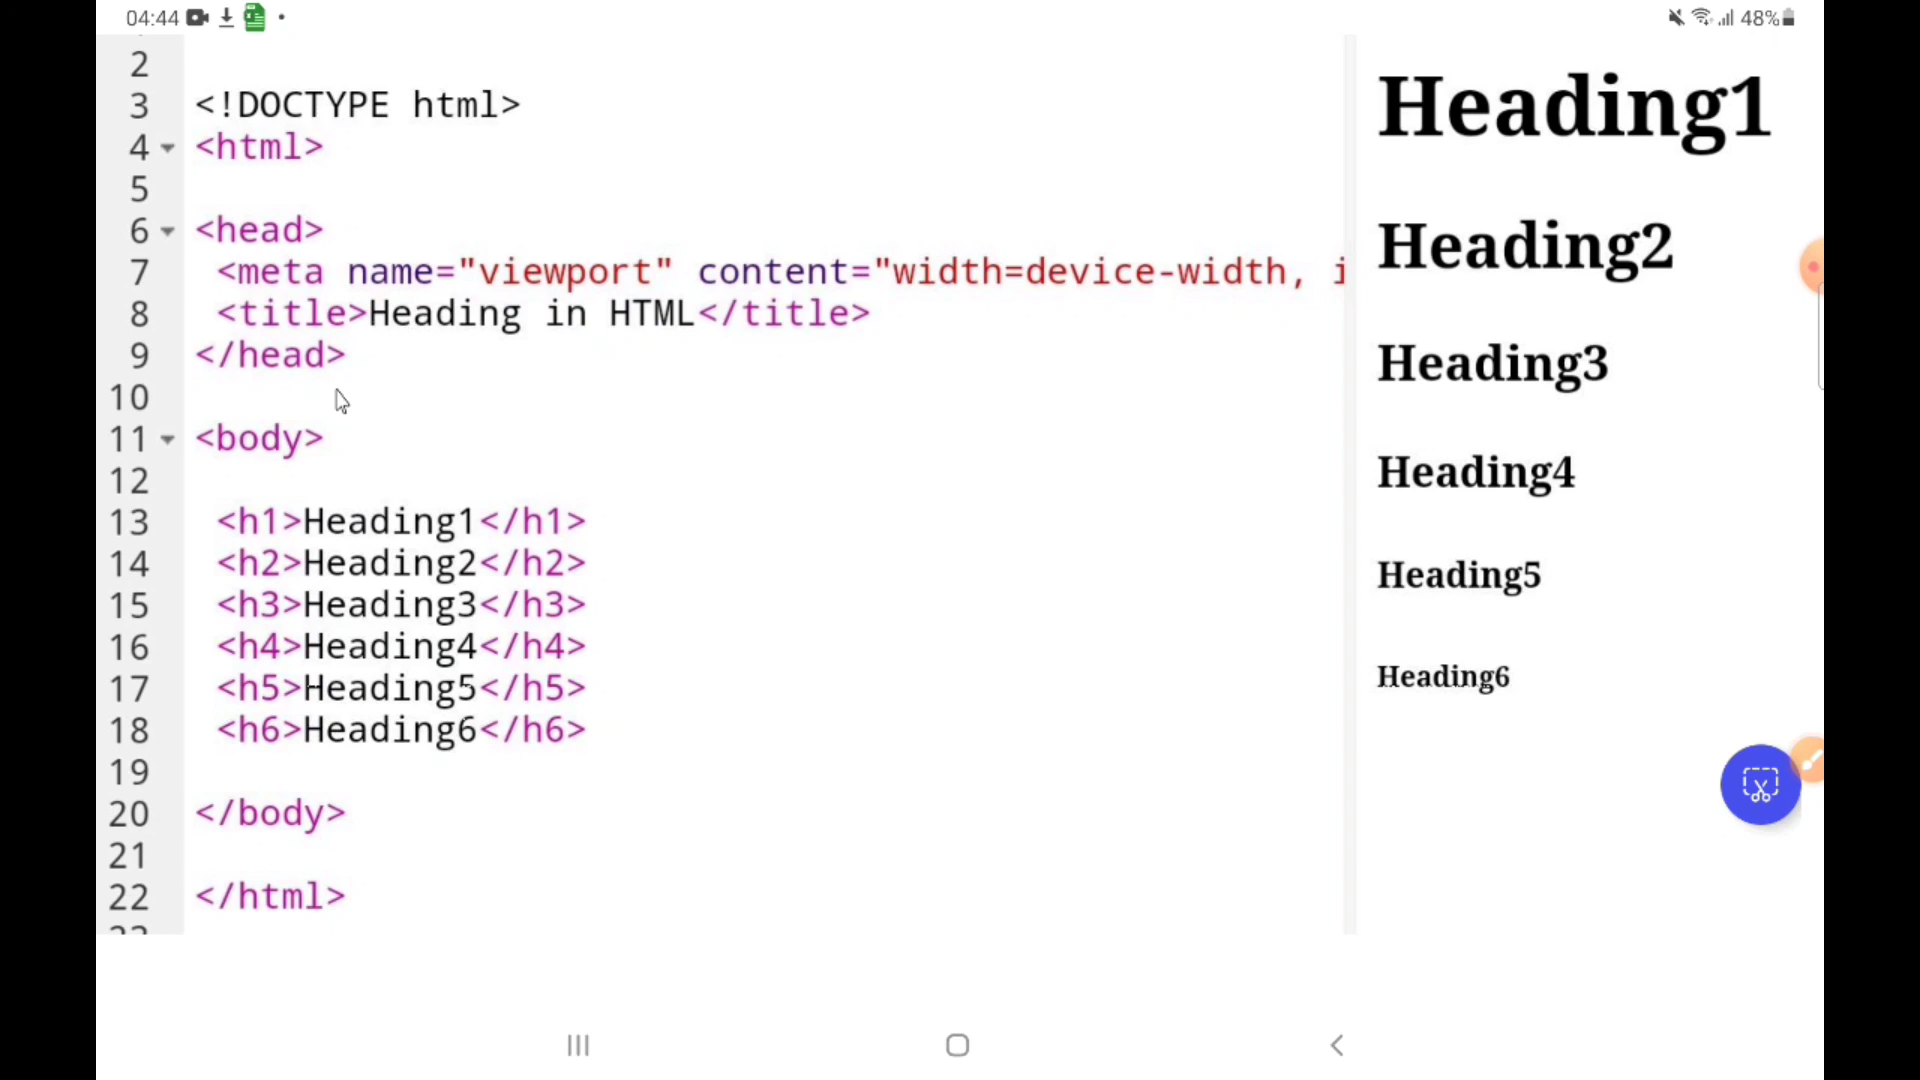 04:44
48%
2
3 <!DOCTYPE html>
4 <html>
5
6 <head>
7 <meta name="viewport" content="width=device-width, i
8 <title>Heading in HTML</title>
9 </head>
10
11 <body>
12
13 <h1>Heading1</h1>
14 <h2>Heading2</h2>
15 <h3>Heading3</h3>
16 <h4>Heading4</h4>
17 <h5>Heading5</h5>
18 <h6>Heading6</h6>
19
20 </body>
21
22 </html>
Heading1
Heading2
Heading3
Heading4
Heading5
Heading6